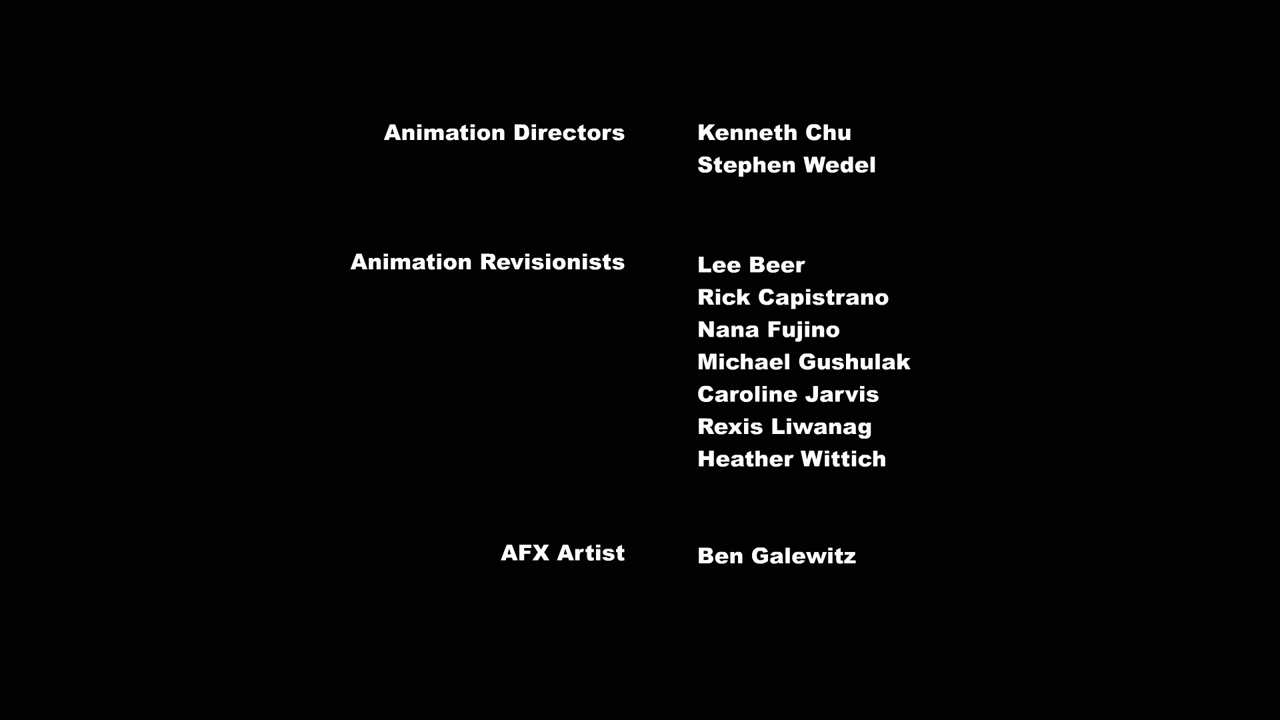 Animation Directors Kenneth Chu
Stephen Wedel
Animation Revisionists Lee Beer
Rick Capistrano
Nana Fujino
Michael Gushulak
Caroline Jarvis
Rexis Liwanag
Heather Wittich
AFX Artist Ben Galewitz